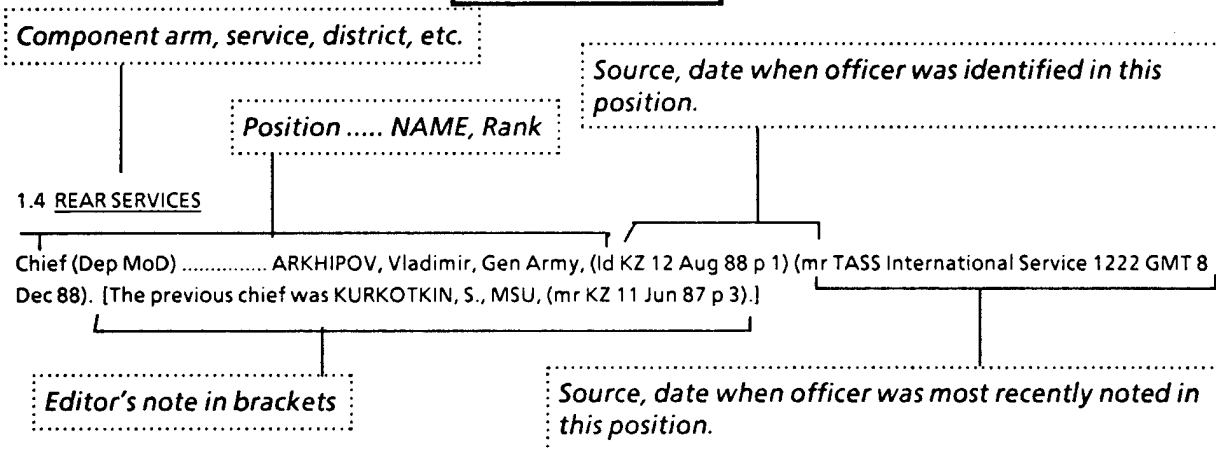 Component arm, service, district, etc.
Source, date when officer was identified in this
position.
Position ..... NAME, Rank
1.4 REAR SERVICES
Chief (Dep MoD) ............... ARKHIPOV, Vladimir, Gen Army, (Id KZ 12 Aug 88 p 1) (mr TASS International Service 1222 GMT 8
Dec 88). [The previous chief was KURKOTKIN, S., MSU, (mr KZ 11 Jun 87 p 3).]
Editor's note in brackets
Source, date when officer was most recently noted in
this position.